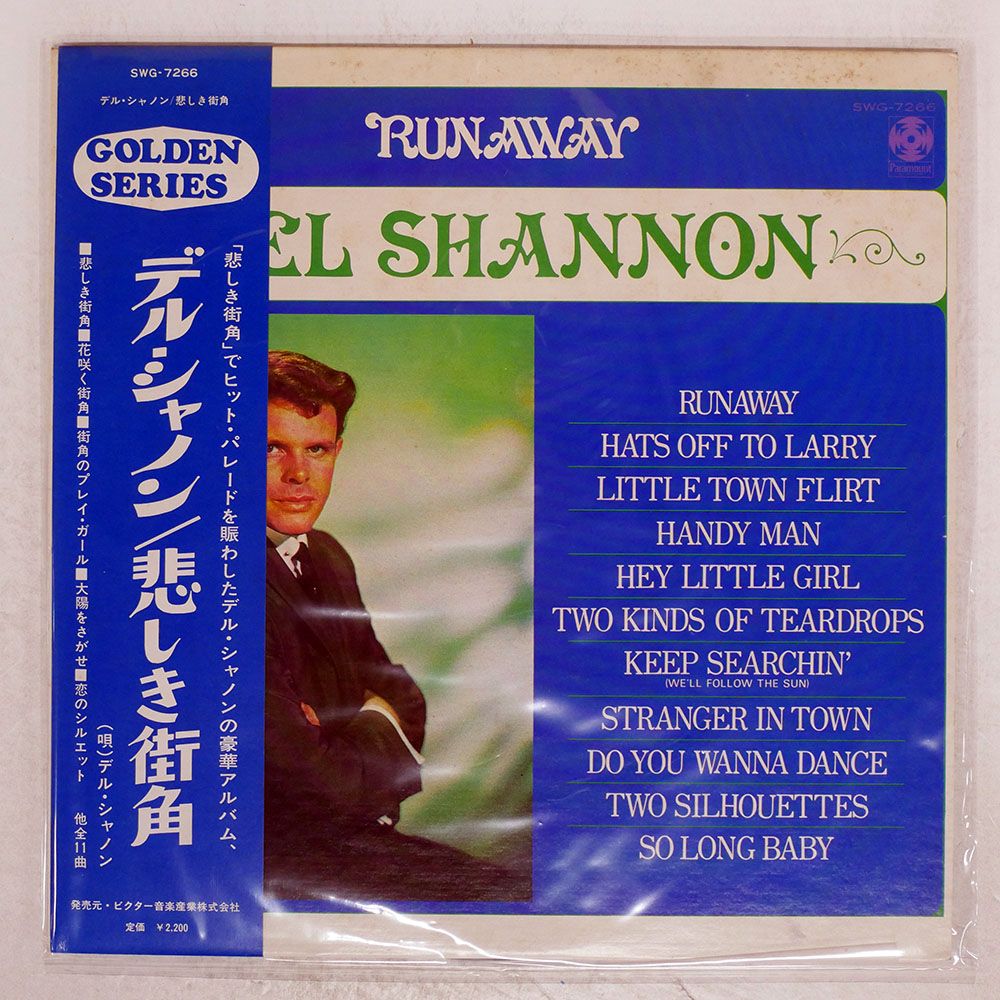 SWG-7266
デル・シャノン/悲しき街角
GOLDEN
SERIES
「悲しき街角」でヒット・パレードを賑わしたデル・シャノンの豪華アルバム、
デル・シャノン/悲しき街角
(唄)デル・シャノン
■悲しき街角■花咲く街角■街角のプレイ・ガール■太陽をさがせ■恋のシルエット 他全11曲
発売元・ビクター音楽産業株式会社
定価 ¥2,200
SWG-7266
Paramount
RUNAWAY
EL SHANNON
RUNAWAY
HATS OFF TO LARRY
LITTLE TOWN FLIRT
HANDY MAN
HEY LITTLE GIRL
TWO KINDS OF TEARDROPS
KEEP SEARCHIN'
(WE'LL FOLLOW THE SUN)
STRANGER IN TOWN
DO YOU WANNA DANCE
TWO SILHOUETTES
SO LONG BABY